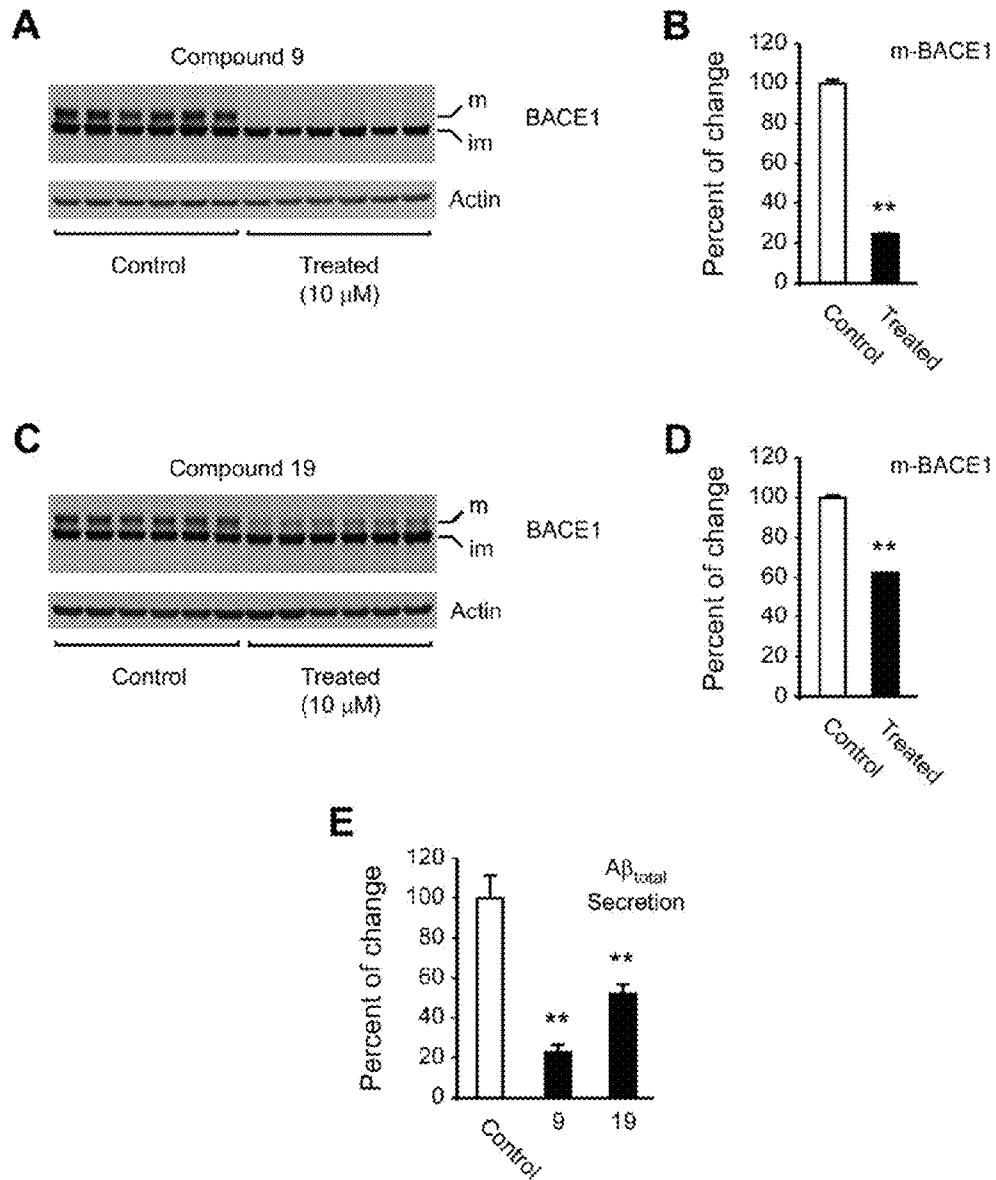 A
Compound 9
m
im
BACE1
Actin
Control
Treated
(10 µM)
B
m-BACE1
Percent of change
120
100
80
60
40
20
0
**
Control
Treated
C
Compound 19
m
im
BACE1
Actin
Control
Treated
(10 µM)
D
m-BACE1
Percent of change
120
100
80
60
40
20
0
**
Control
Treated
E
Aβtotal
Secretion
Percent of change
120
100
80
60
40
20
0
**
**
Control
9
19